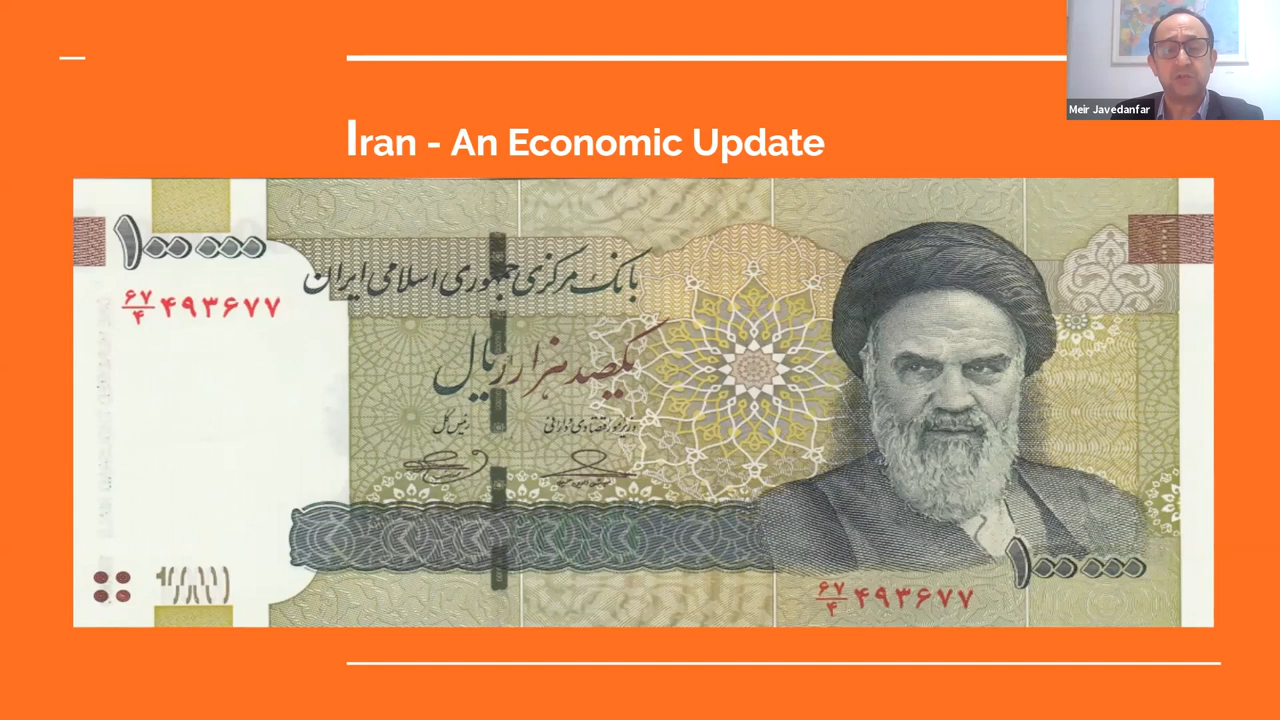 Meir Javedanfar
Iran - An Economic Update
۱۰۰۰۰۰
بانک مرکزی جمهوری اسلامی ایران
۶۷/۴ ۴۹۳۶۷۷
یکصد هزار ریال
وزیر امور اقتصادی و دارائی
رئیس کل
۶۷/۴ ۴۹۳۶۷۷
۱۰۰۰۰۰